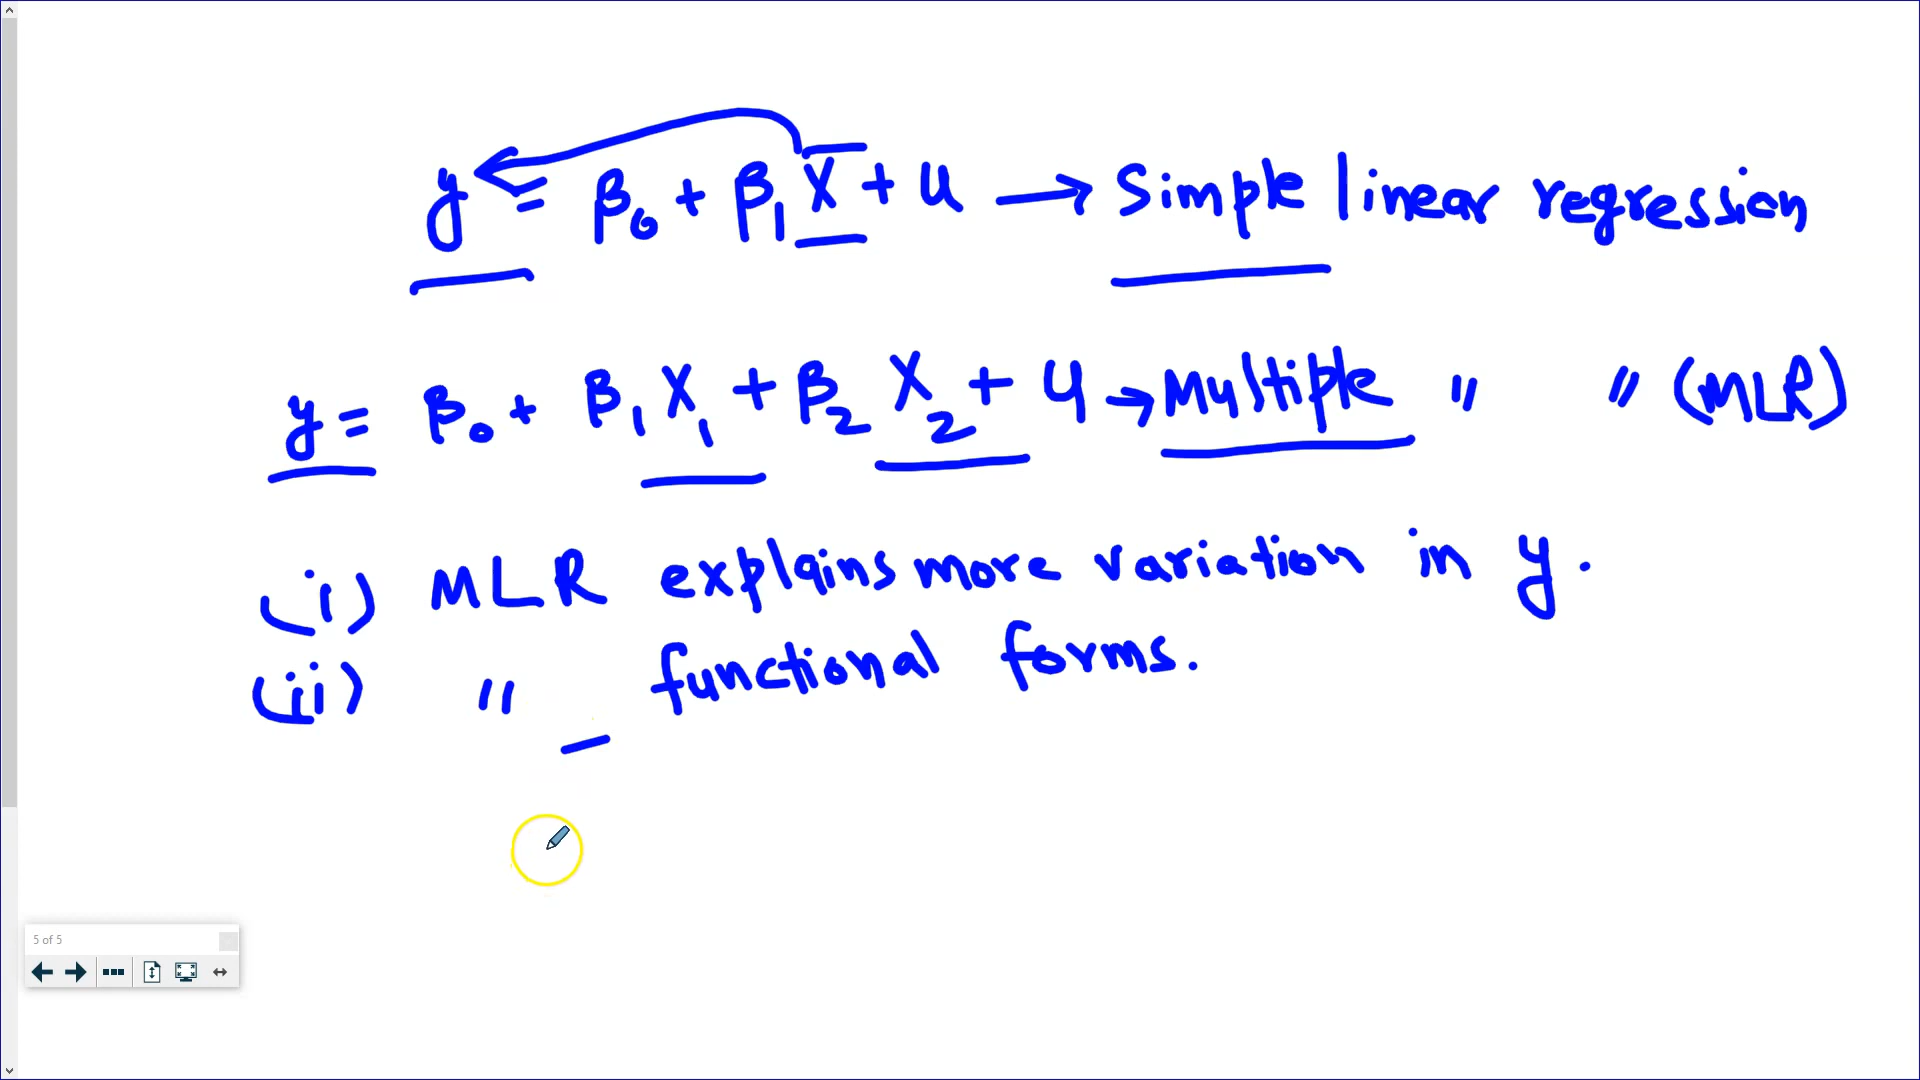 y = β₀ + β₁ X + u → Simple linear regression
y = β₀ + β₁ X₁ + β₂ X₂ + u → Multiple " " (MLR)
(i) MLR explains more variation in y.
(ii) " functional forms.
5 of 5